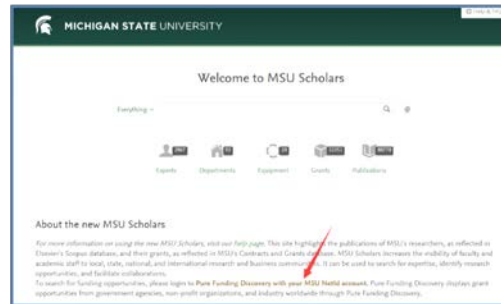 MICHIGAN STATE UNIVERSITY
Welcome to MSU Scholars
Everything
Experts Departments Equipment Grants Publications
About the new MSU Scholars
For more information on using the new MSU Scholars, visit our help page. This site highlights the publications of MSU's researchers, as reflected in
Elsevier's Scopus database, and their grants, as reflected in MSU's Contracts and Grants database. MSU Scholars increases the visibility of faculty and
academic staff to local, state, national, and international research and business communities. It can be used to search for expertise, identify research
opportunities, and facilitate collaborations.
To search for funding opportunities, please login to Pure Funding Discovery with your MSU NetId account. Pure Funding Discovery displays grant
opportunities from government agencies, non-profit organizations, and industry worldwide through Pure Funding Discovery.